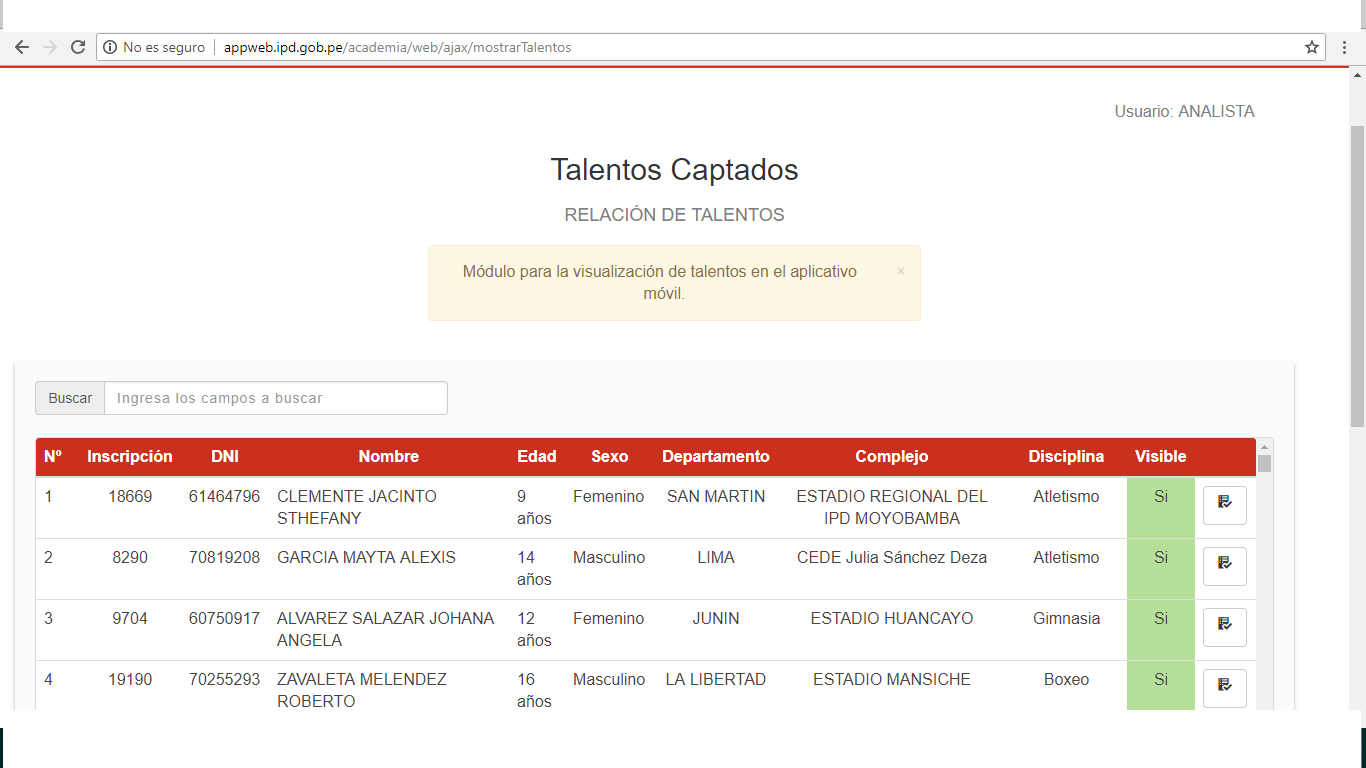 No es seguro appweb.ipd.gob.pe/academia/web/ajax/mostrarTalentos
Usuario: ANALISTA
Talentos Captados
RELACIÓN DE TALENTOS
Módulo para la visualización de talentos en el aplicativo ×
móvil.
Buscar Ingresa los campos a buscar
Nº Inscripción DNI Nombre Edad Sexo Departamento Complejo Disciplina Visible
1 18669 61464796 CLEMENTE JACINTO 9 Femenino SAN MARTIN ESTADIO REGIONAL DEL Atletismo Si
STHEFANY años IPD MOYOBAMBA
2 8290 70819208 GARCIA MAYTA ALEXIS 14 Masculino LIMA CEDE Julia Sánchez Deza Atletismo Si
años
3 9704 60750917 ALVAREZ SALAZAR JOHANA 12 Femenino JUNIN ESTADIO HUANCAYO Gimnasia Si
ANGELA años
4 19190 70255293 ZAVALETA MELENDEZ 16 Masculino LA LIBERTAD ESTADIO MANSICHE Boxeo Si
ROBERTO años